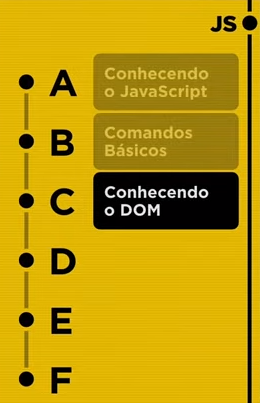 JS
A
Conhecendo
o JavaScript
B
Comandos
Básicos
C
Conhecendo
o DOM
D
E
F